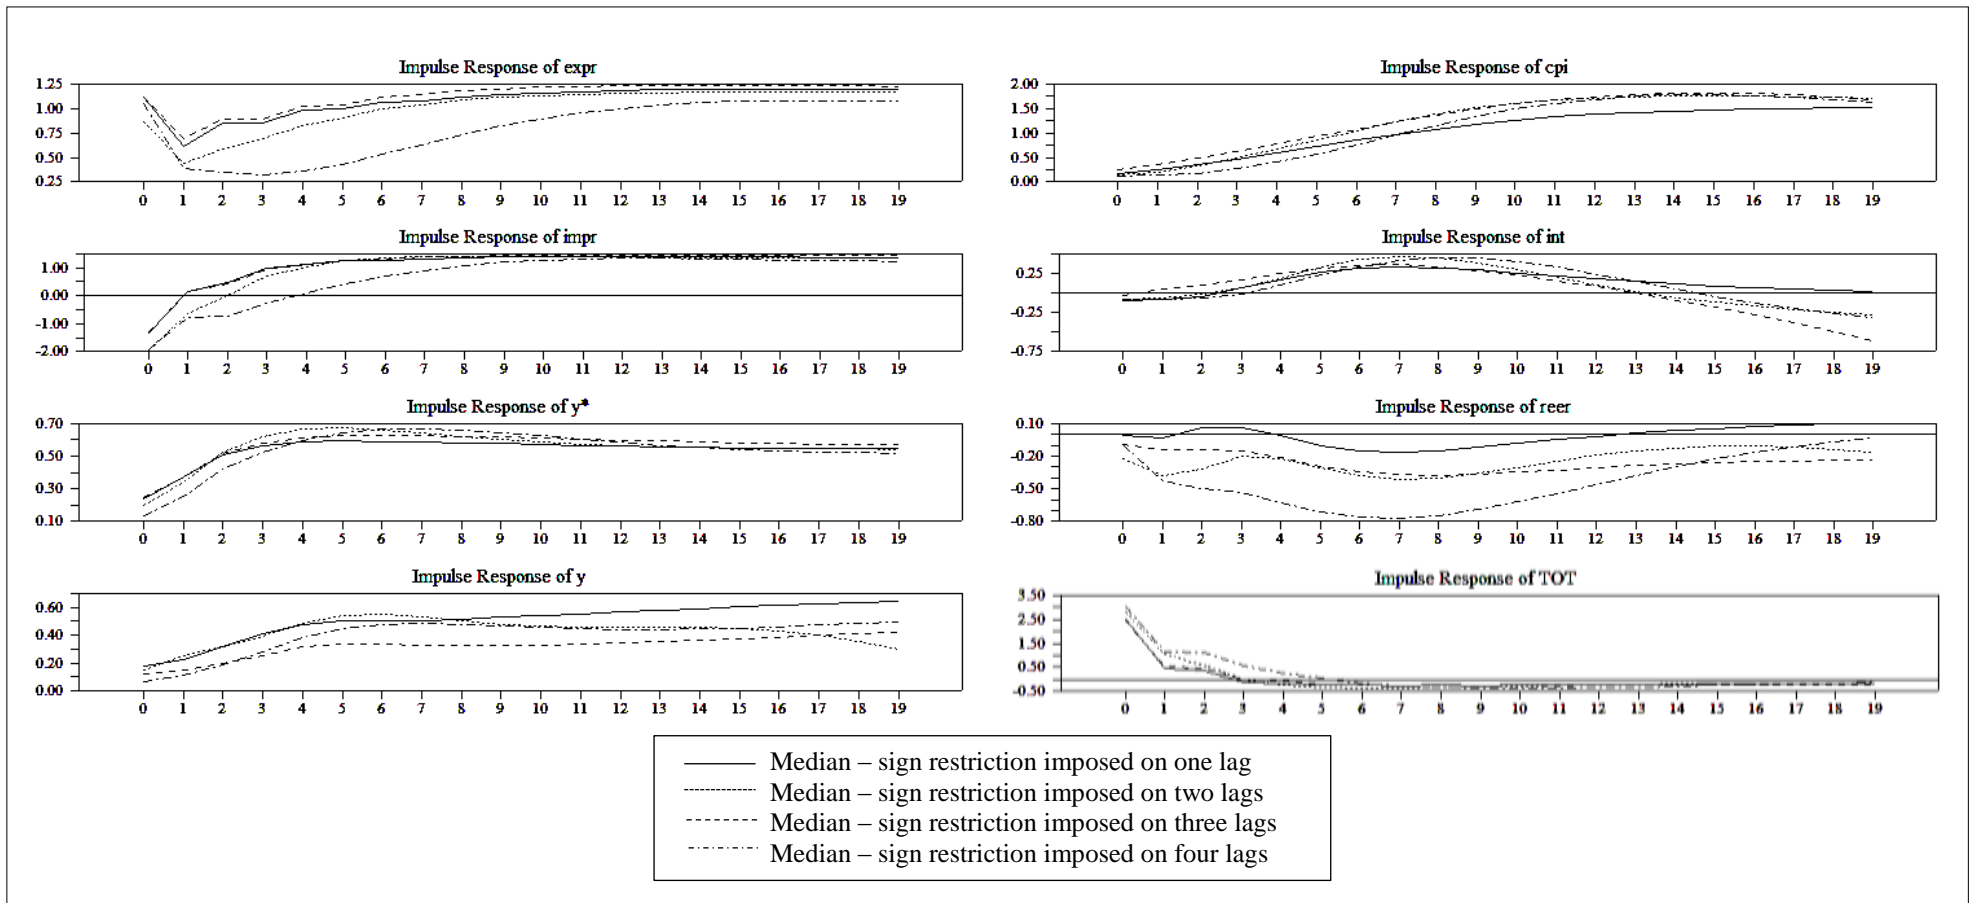 Impulse Response of expr
1.25
1.00
0.75
0.50
0.25
0 1 2 3 4 5 6 7 8 9 10 11 12 13 14 15 16 17 18 19
Impulse Response of impr
1.00
0.00
-1.00
-2.00
0 1 2 3 4 5 6 7 8 9 10 11 12 13 14 15 16 17 18 19
Impulse Response of y*
0.70
0.50
0.30
0.10
0 1 2 3 4 5 6 7 8 9 10 11 12 13 14 15 16 17 18 19
Impulse Response of y
0.60
0.40
0.20
0.00
0 1 2 3 4 5 6 7 8 9 10 11 12 13 14 15 16 17 18 19
Impulse Response of cpi
2.00
1.50
1.00
0.50
0.00
0 1 2 3 4 5 6 7 8 9 10 11 12 13 14 15 16 17 18 19
Impulse Response of int
0.25
-0.25
-0.75
0 1 2 3 4 5 6 7 8 9 10 11 12 13 14 15 16 17 18 19
Impulse Response of reer
0.10
-0.20
-0.50
-0.80
0 1 2 3 4 5 6 7 8 9 10 11 12 13 14 15 16 17 18 19
Impulse Response of TOT
3.50
2.50
1.50
0.50
-0.50
0 1 2 3 4 5 6 7 8 9 10 11 12 13 14 15 16 17 18 19
Median – sign restriction imposed on one lag
Median – sign restriction imposed on two lags
Median – sign restriction imposed on three lags
Median – sign restriction imposed on four lags